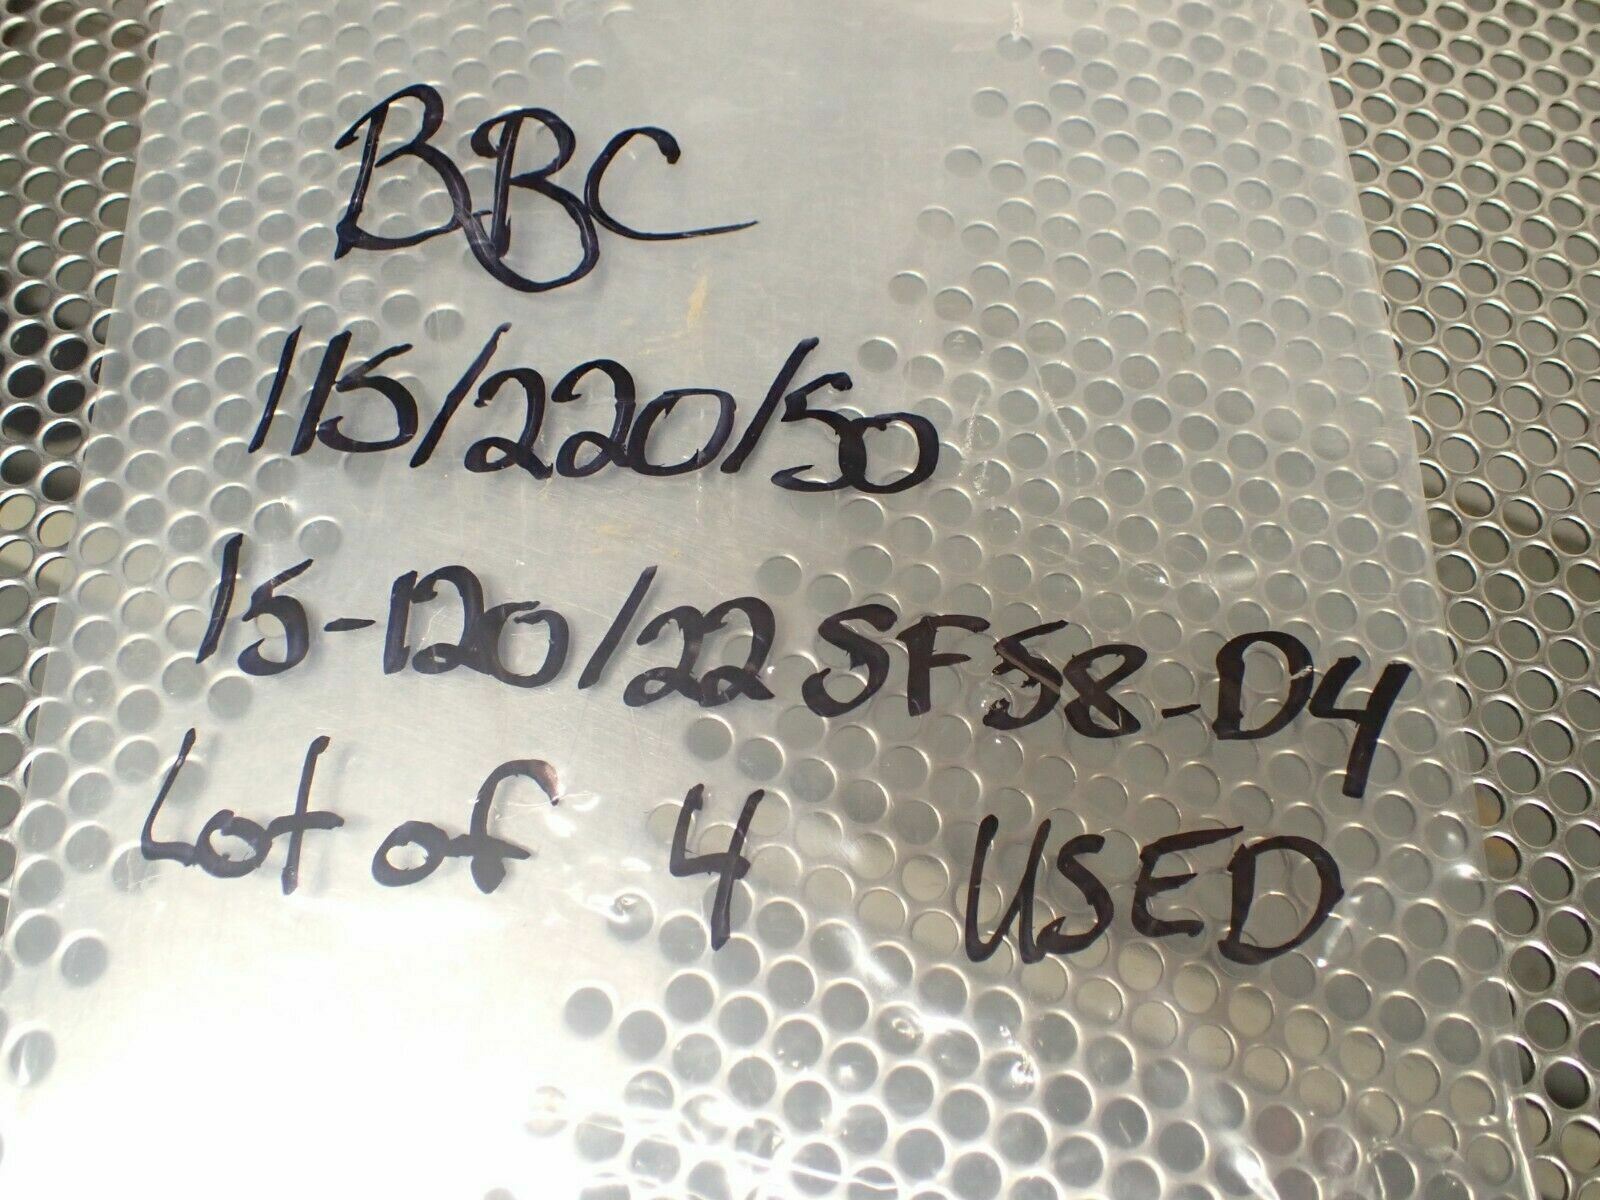 BBC
115/220/50
15-120/22 SF58-D4
Lot of 4 USED